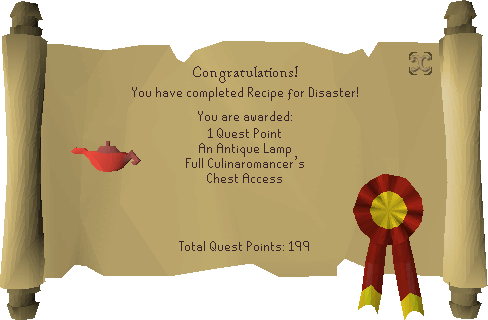 Congratulations!
You have completed Recipe for Disaster!
You are awarded:
1 Quest Point
An Antique Lamp
Full Culinaromancer's
Chest Access
Total Quest Points: 199